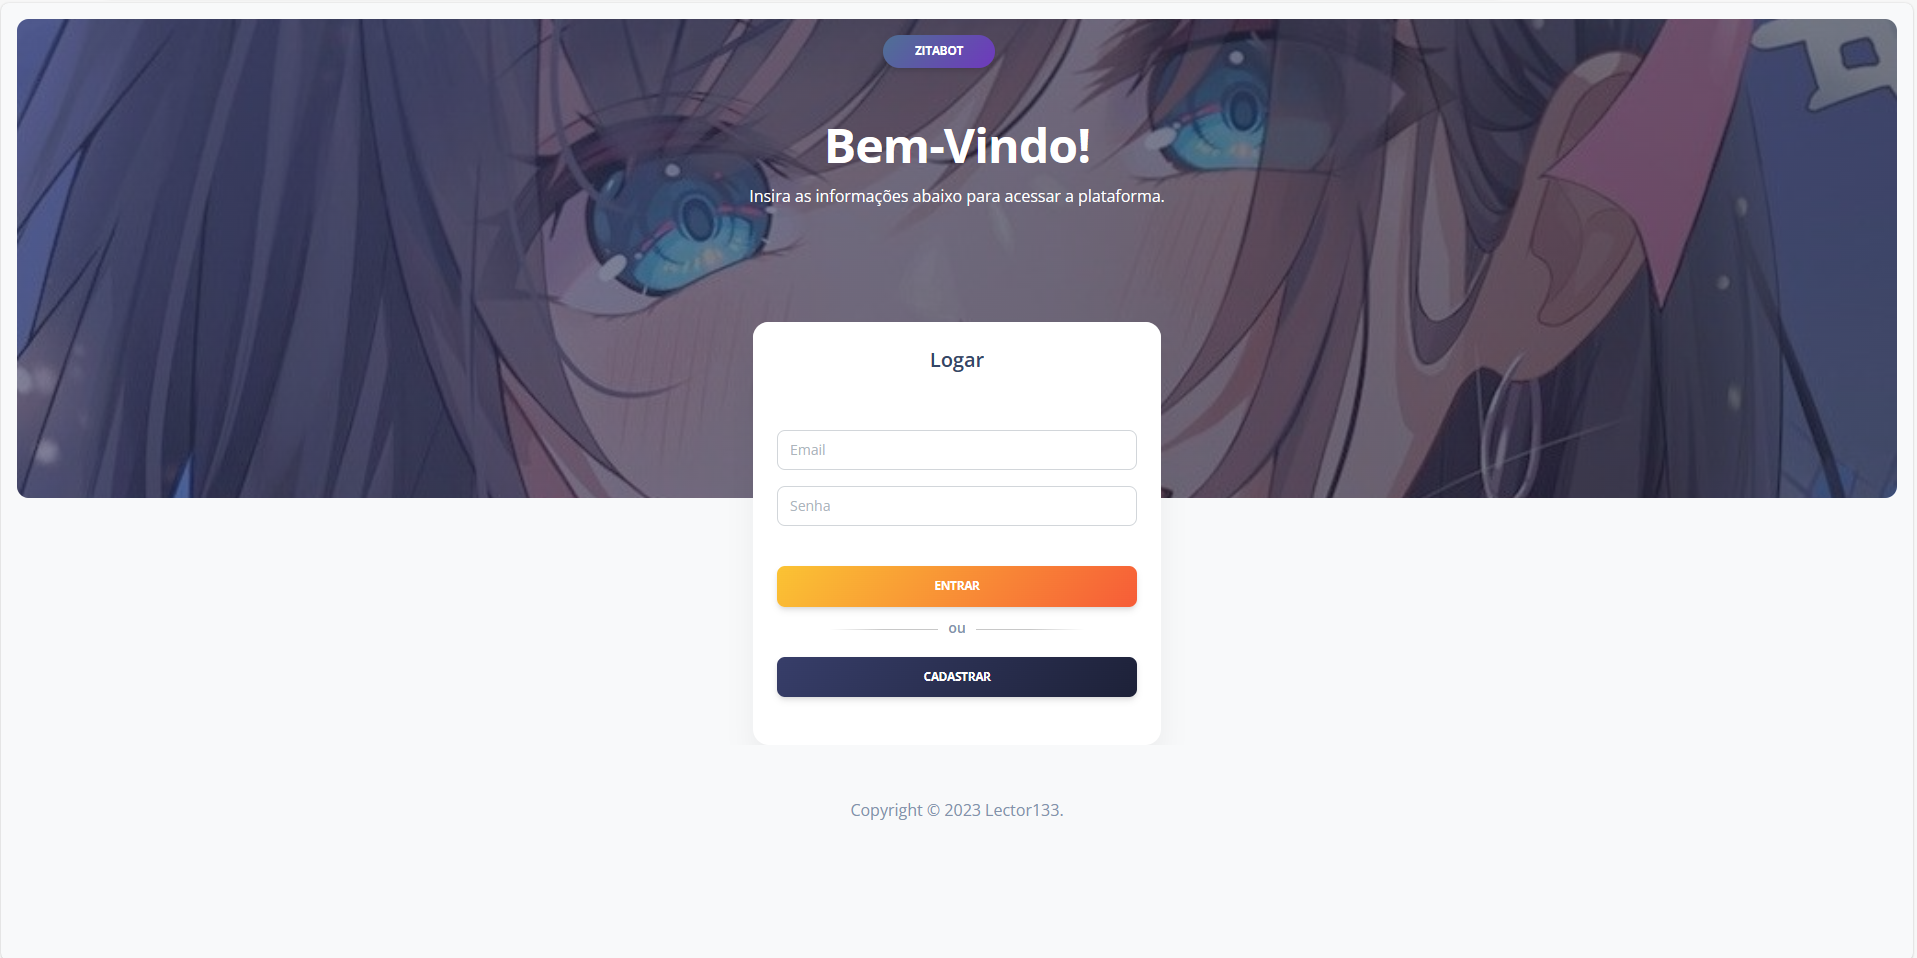 ZITABOT
Bem-Vindo!
Insira as informações abaixo para acessar a plataforma.
Logar
Email
Senha
ENTRAR
ou
CADASTRAR
Copyright © 2023 Lector133.